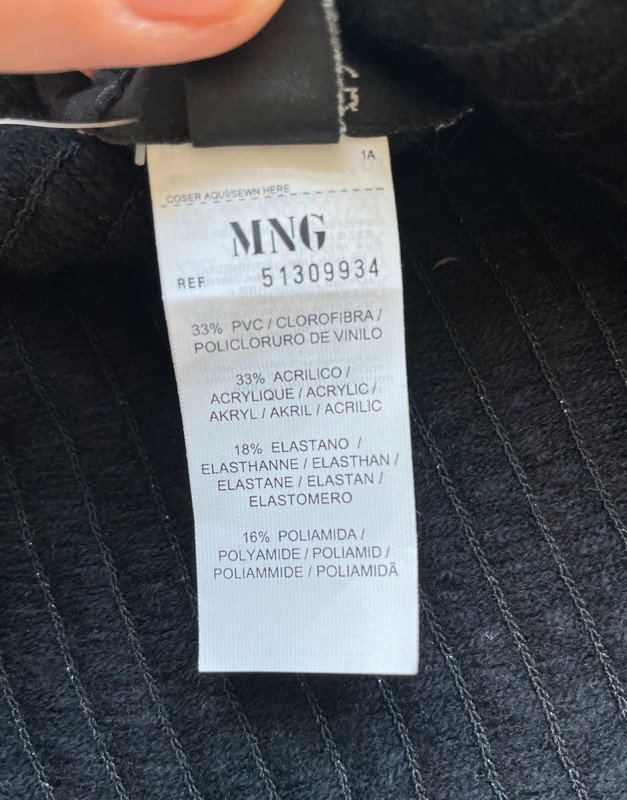 1A
COSER AQUÍ/SEWN HERE
MNG
REF 51309934
33% PVC / CLOROFIBRA /
POLICLORURO DE VINILO
33% ACRILICO /
ACRYLIQUE / ACRYLIC /
AKRYL / AKRIL / ACRILIC
18% ELASTANO /
ELASTHANNE / ELASTHAN /
ELASTANE / ELASTAN /
ELASTOMERO
16% POLIAMIDA /
POLYAMIDE / POLIAMID /
POLIAMMIDE / POLIAMIDĂ